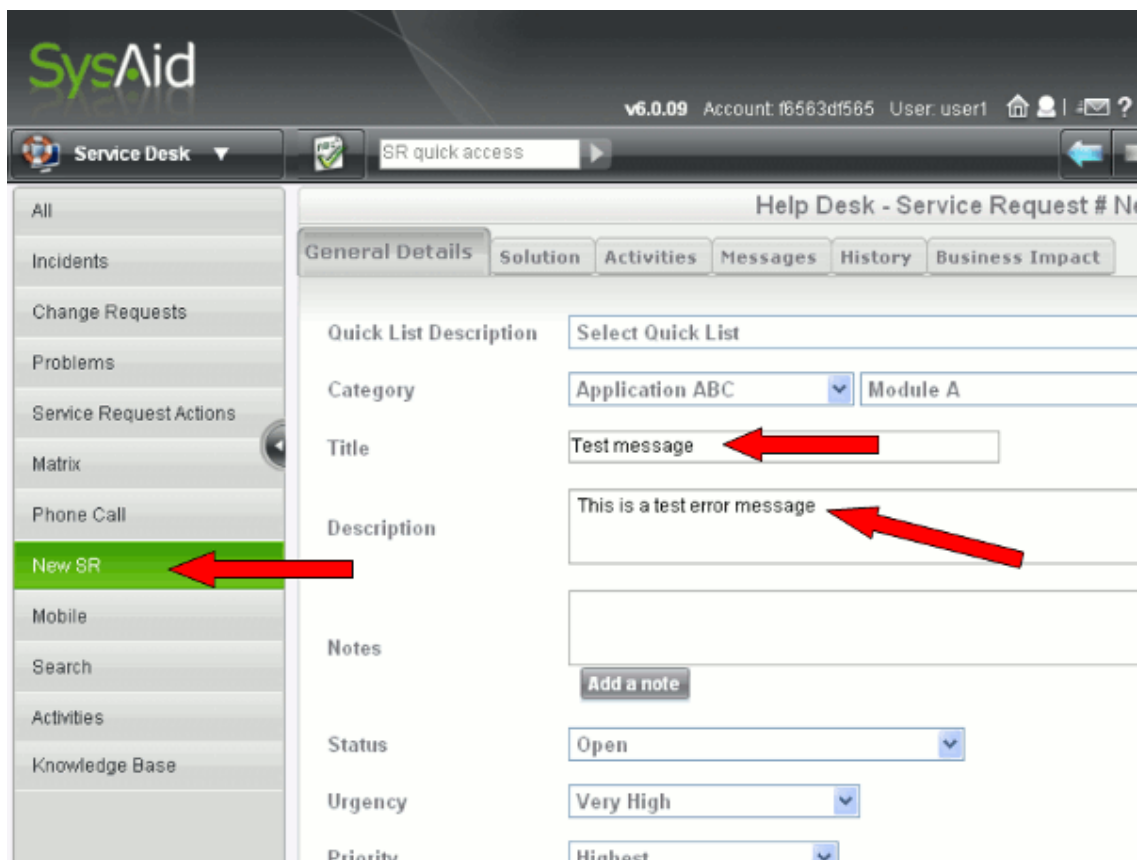 SysAid
v6.0.09 Account: f6563df565 User: user1 ?
Service Desk
SR quick access
All
Incidents
Change Requests
Problems
Service Request Actions
Matrix
Phone Call
New SR
Mobile
Search
Activities
Knowledge Base
Help Desk - Service Request # Ne
General Details Solution Activities Messages History Business Impact
Quick List Description Select Quick List
Category Application ABC Module A
Title Test message
Description This is a test error message
Notes
Add a note
Status Open
Urgency Very High
Priority Highest